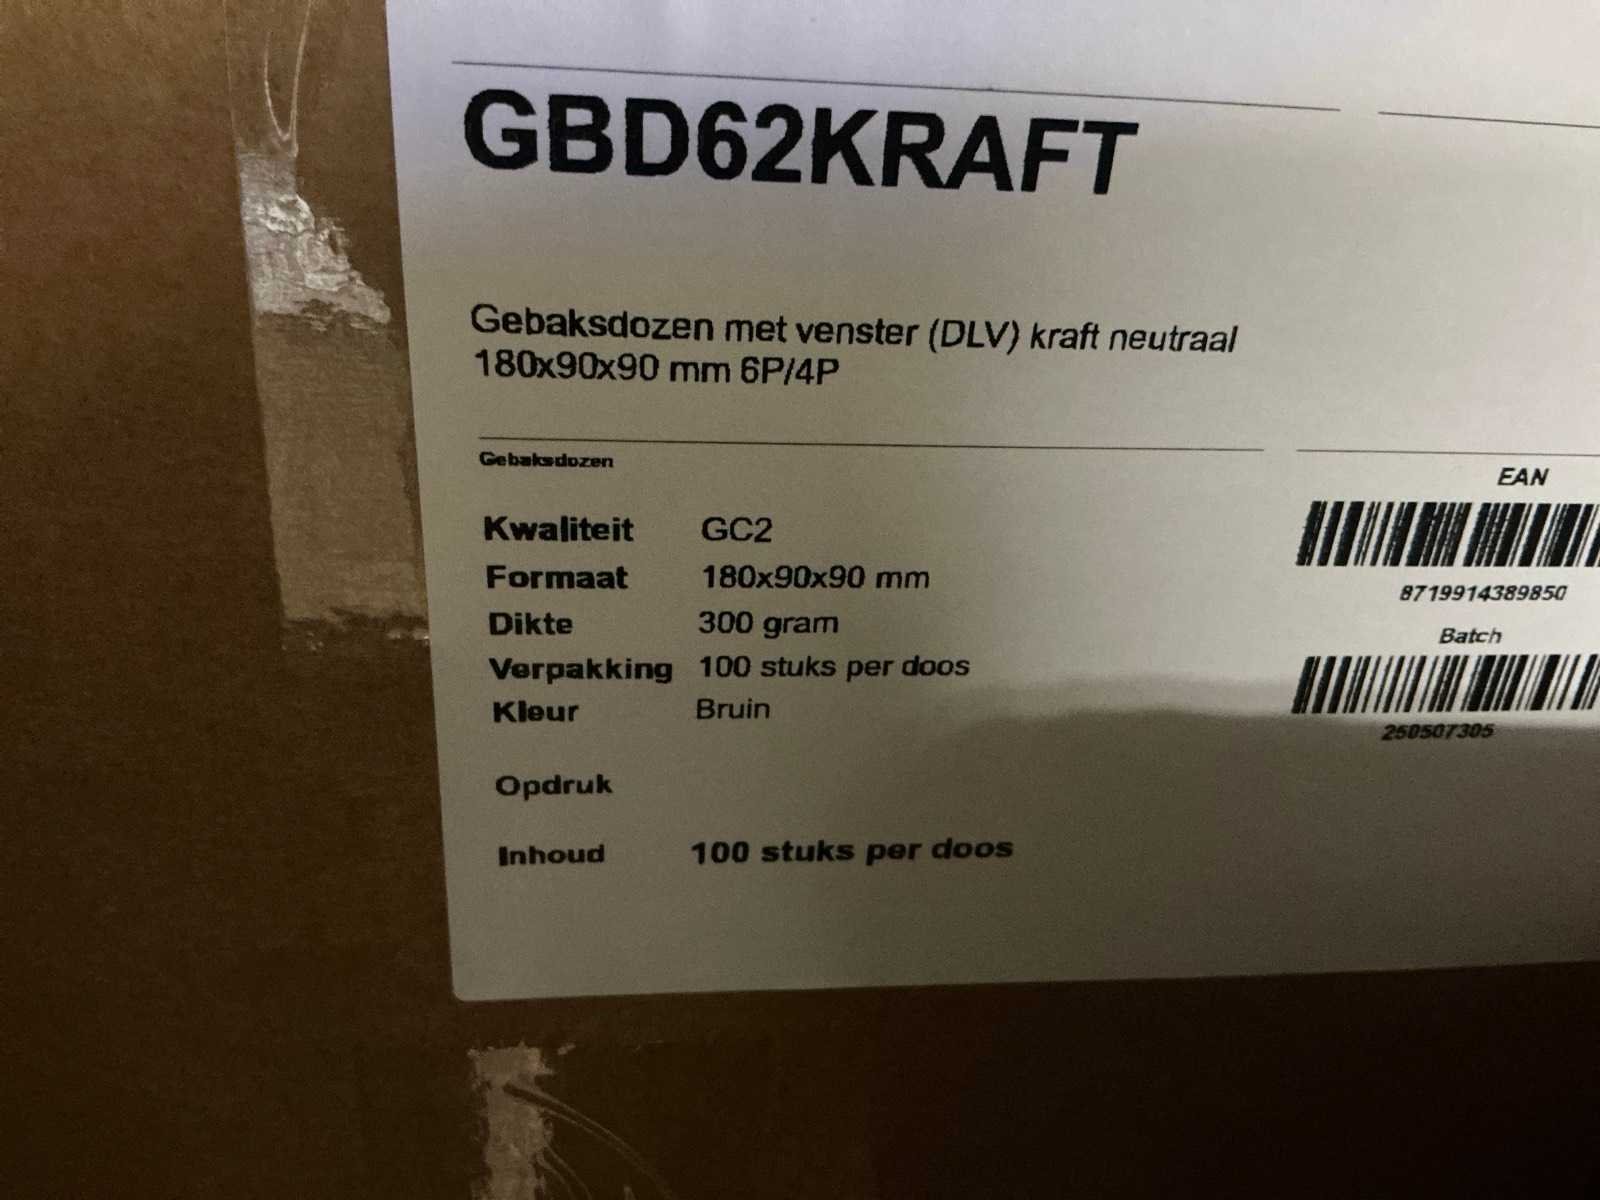 GBD62KRAFT
Gebaksdozen met venster (DLV) kraft neutraal
180x90x90 mm 6P/4P
Gebaksdozen
EAN
Kwaliteit GC2
Formaat 180x90x90 mm
8719914389850
Dikte 300 gram
Batch
Verpakking 100 stuks per doos
Kleur Bruin
250507305
Opdruk
Inhoud 100 stuks per doos